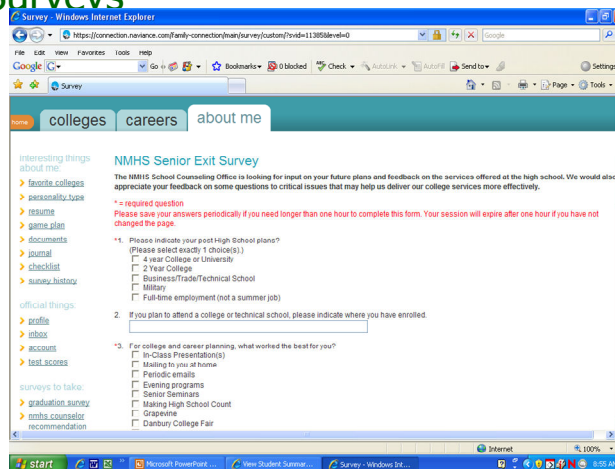 Surveys
Survey - Windows Internet Explorer
https://connection.naviance.com/family-connection/main/survey/custom/?svid=11385&level=0
Google
File Edit View Favorites Tools Help
Google G Go Bookmarks 0 blocked Check AutoLink AutoFill Send to Settings
Survey Page Tools
home colleges careers about me
interesting things about me:
favorite colleges
personality type
resume
game plan
documents
journal
checklist
survey history
official things:
profile
inbox
account
test scores
surveys to take:
graduation survey
nmhs counselor
recommendation
NMHS Senior Exit Survey
The NMHS School Counseling Office is looking for input on your future plans and feedback on the services offered at the high school. We would also
appreciate your feedback on some questions to critical issues that may help us deliver our college services more effectively.
* = required question
Please save your answers periodically if you need longer than one hour to complete this form. Your session will expire after one hour if you have not
changed the page.
*1. Please indicate your post High School plans?
(Please select exactly 1 choice(s).)
4 year College or University
2 Year College
Business/Trade/Technical School
Military
Full-time employment (not a summer job)
2. If you plan to attend a college or technical school, please indicate where you have enrolled.
*3. For college and career planning, what worked the best for you?
In-Class Presentation(s)
Mailing to you at home
Periodic emails
Evening programs
Senior Seminars
Making High School Count
Grapevine
Danbury College Fair
Internet 100%
start Microsoft PowerPoint ... View Student Summar... Survey - Windows Int... 8:55 AM